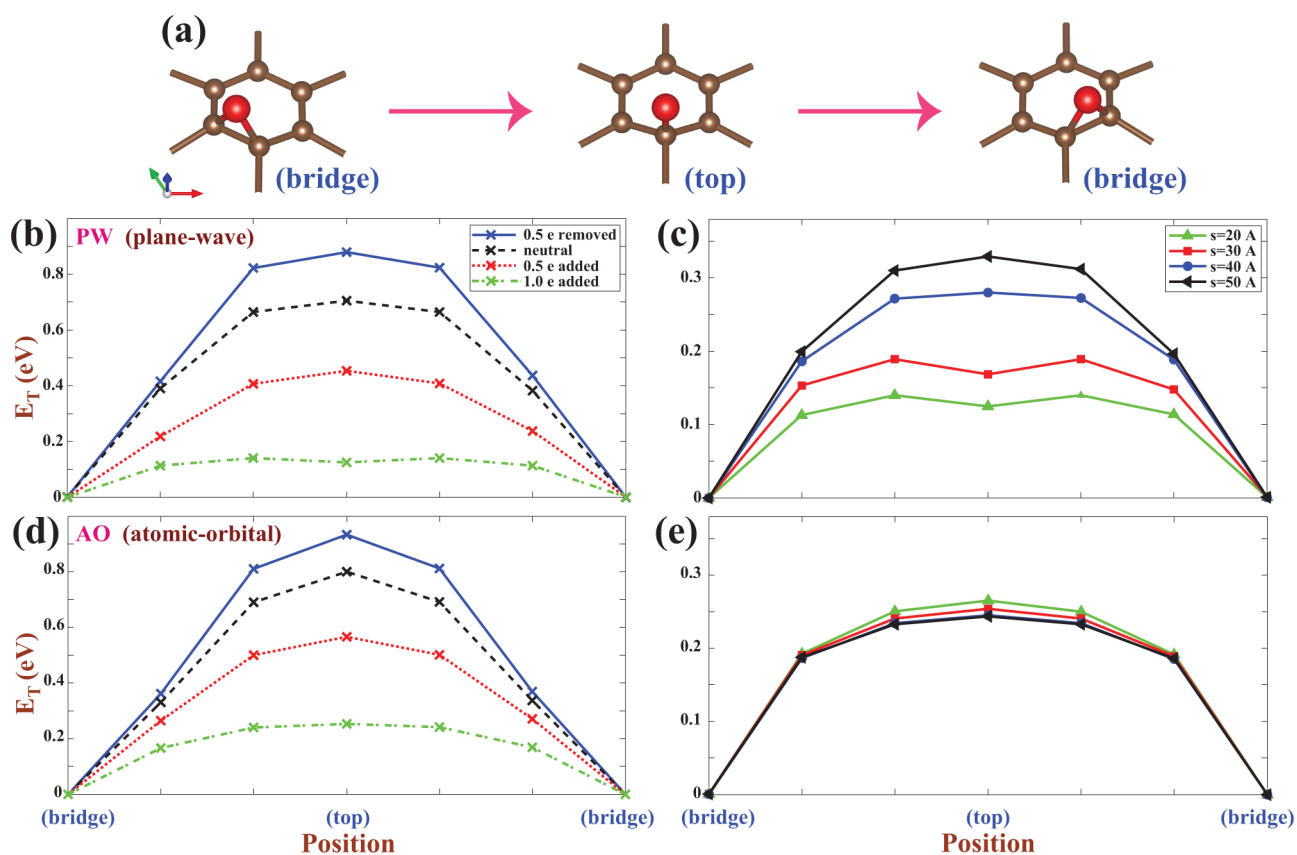 (a)
(bridge)
(top)
(bridge)
(b)
PW (plane-wave)
0.5 e removed
neutral
0.5 e added
1.0 e added
0.8
0.6
0.4
0.2
0
E_T (eV)
(c)
s=20 A
s=30 A
s=40 A
s=50 A
0.3
0.2
0.1
0
(d)
AO (atomic-orbital)
0.8
0.6
0.4
0.2
0
E_T (eV)
(bridge)
(top)
(bridge)
Position
(e)
0.3
0.2
0.1
0
(bridge)
(top)
(bridge)
Position